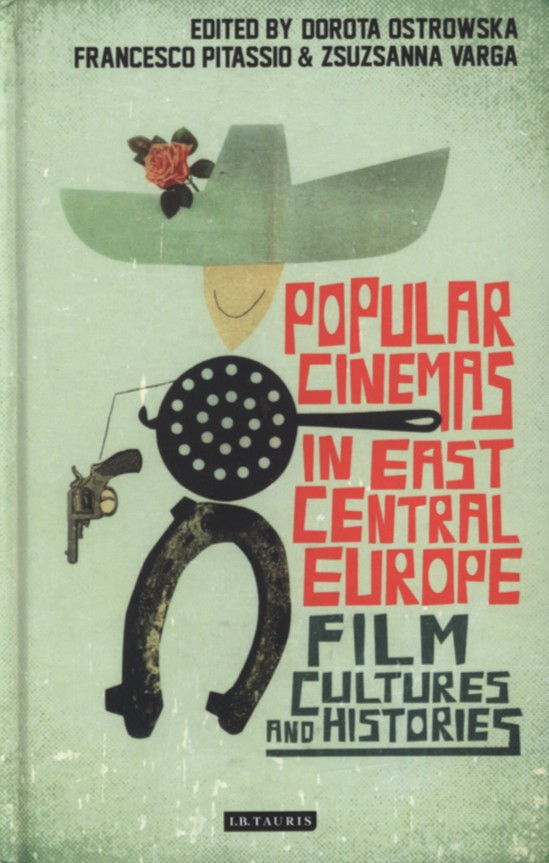 EDITED BY DOROTA OSTROWSKA
FRANCESCO PITASSIO & ZSUZSANNA VARGA
POPULAR
CINEMAS
IN EAST
CENTRAL
EUROPE
FILM
CULTURES
AND HISTORIES
I.B.TAURIS